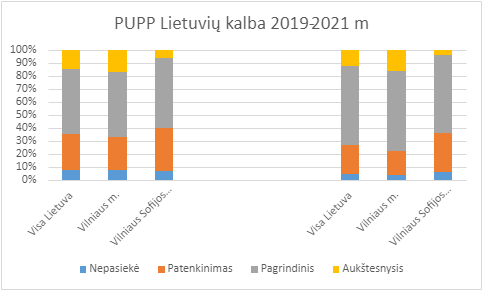 PUPP Lietuvių kalba 2019-2021 m
100%
90%
80%
70%
60%
50%
40%
30%
20%
10%
0%
Visa Lietuva
Vilniaus m.
Vilniaus Sofijos...
Visa Lietuva
Vilniaus m.
Vilniaus Sofijos...
Nepasiekė Patenkinimas Pagrindinis Aukštesnysis